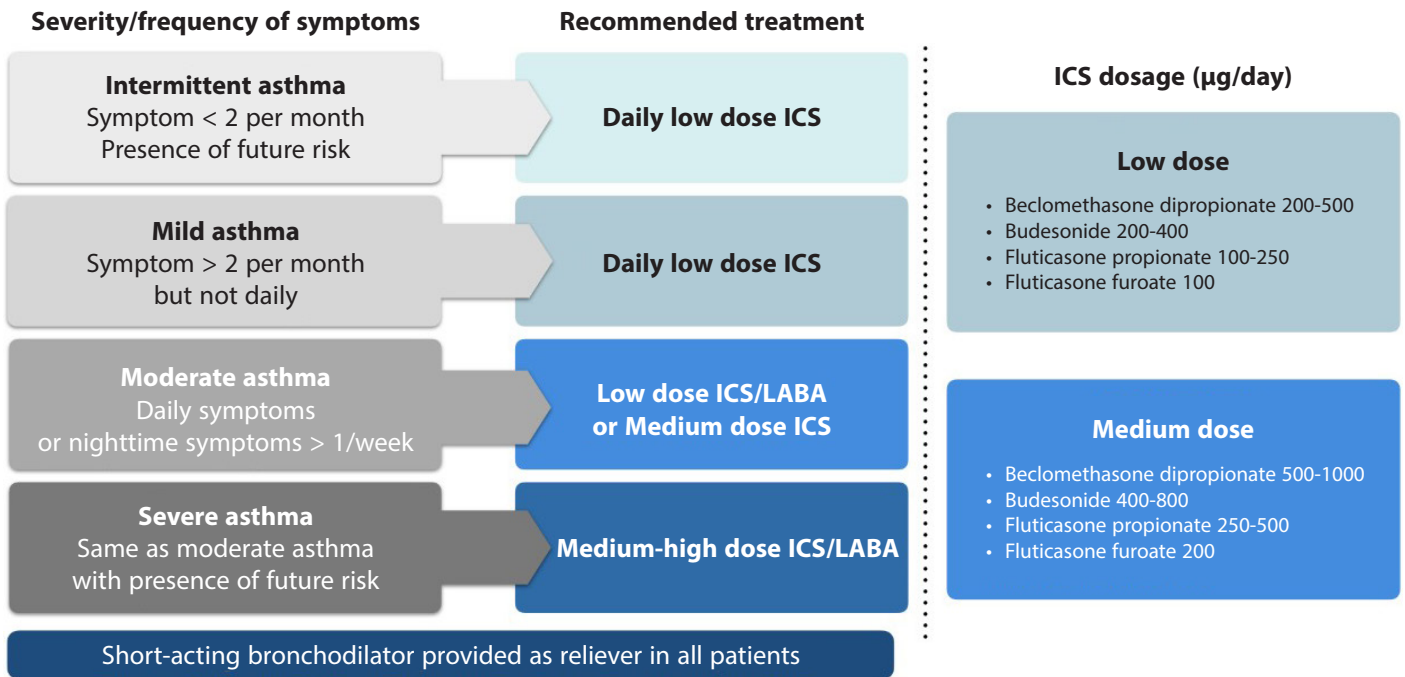 Severity/frequency of symptoms
Recommended treatment
Intermittent asthma
Symptom < 2 per month
Presence of future risk
Daily low dose ICS
Mild asthma
Symptom > 2 per month
but not daily
Daily low dose ICS
Moderate asthma
Daily symptoms
or nighttime symptoms > 1/week
Low dose ICS/LABA
or Medium dose ICS
Severe asthma
Same as moderate asthma
with presence of future risk
Medium-high dose ICS/LABA
Short-acting bronchodilator provided as reliever in all patients
ICS dosage (µg/day)
Low dose
• Beclomethasone dipropionate 200-500
• Budesonide 200-400
• Fluticasone propionate 100-250
• Fluticasone furoate 100
Medium dose
• Beclomethasone dipropionate 500-1000
• Budesonide 400-800
• Fluticasone propionate 250-500
• Fluticasone furoate 200